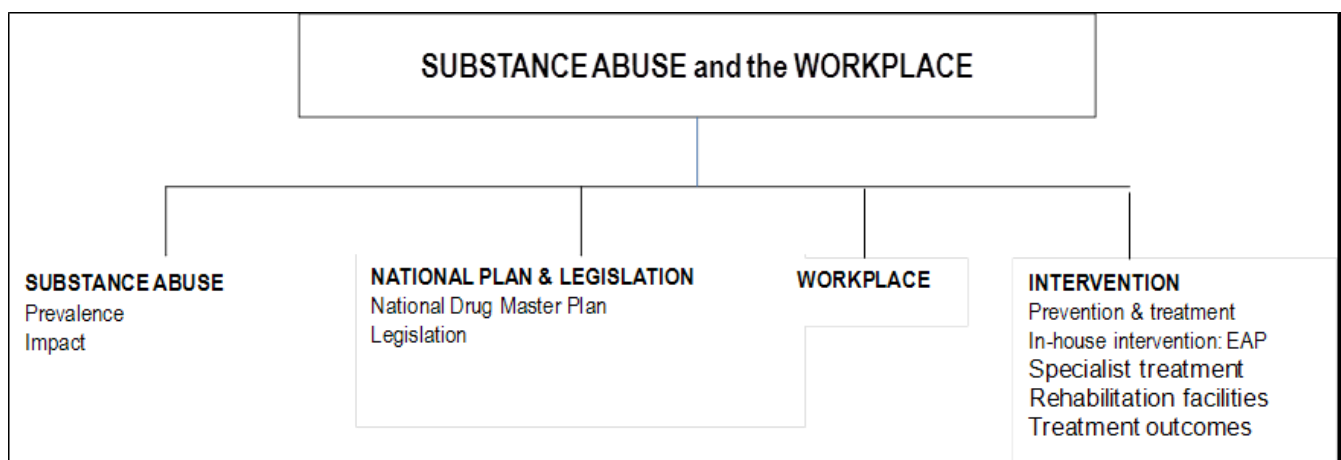 SUBSTANCE ABUSE and the WORKPLACE
SUBSTANCE ABUSE
Prevalence
Impact
NATIONAL PLAN & LEGISLATION
National Drug Master Plan
Legislation
WORKPLACE
INTERVENTION
Prevention & treatment
In-house intervention: EAP
Specialist treatment
Rehabilitation facilities
Treatment outcomes